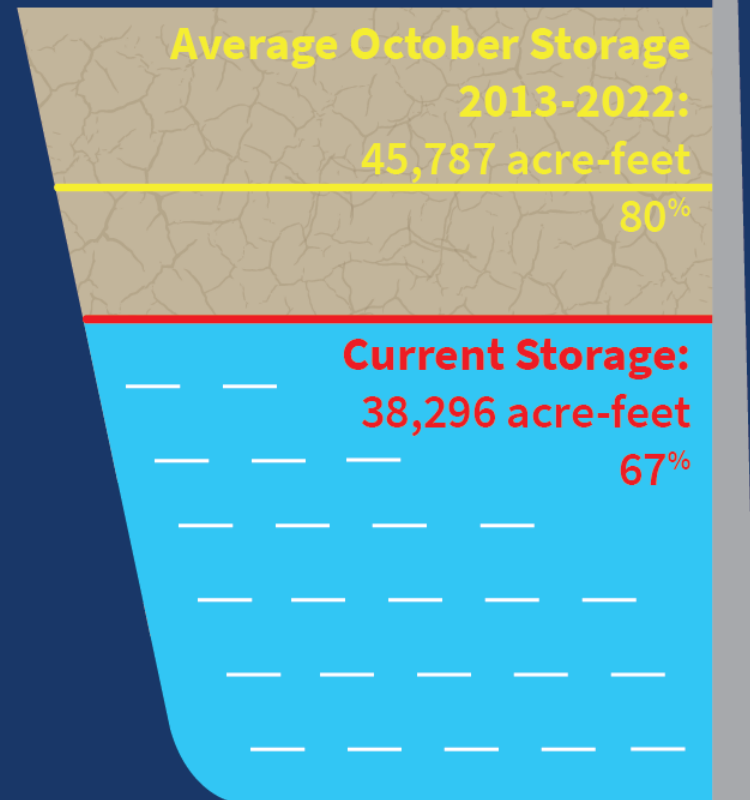 Average October Storage
2013-2022:
45,787 acre-feet
80%
Current Storage:
38,296 acre-feet
67%